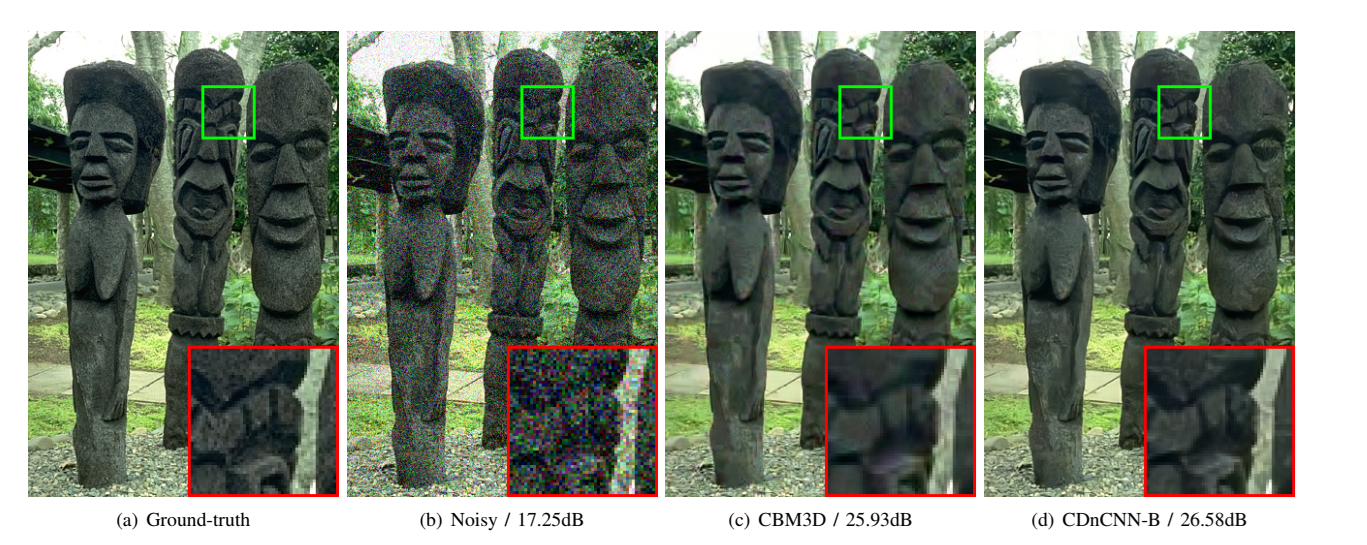 (a) Ground-truth
(b) Noisy / 17.25dB
(c) CBM3D / 25.93dB
(d) CDnCNN-B / 26.58dB